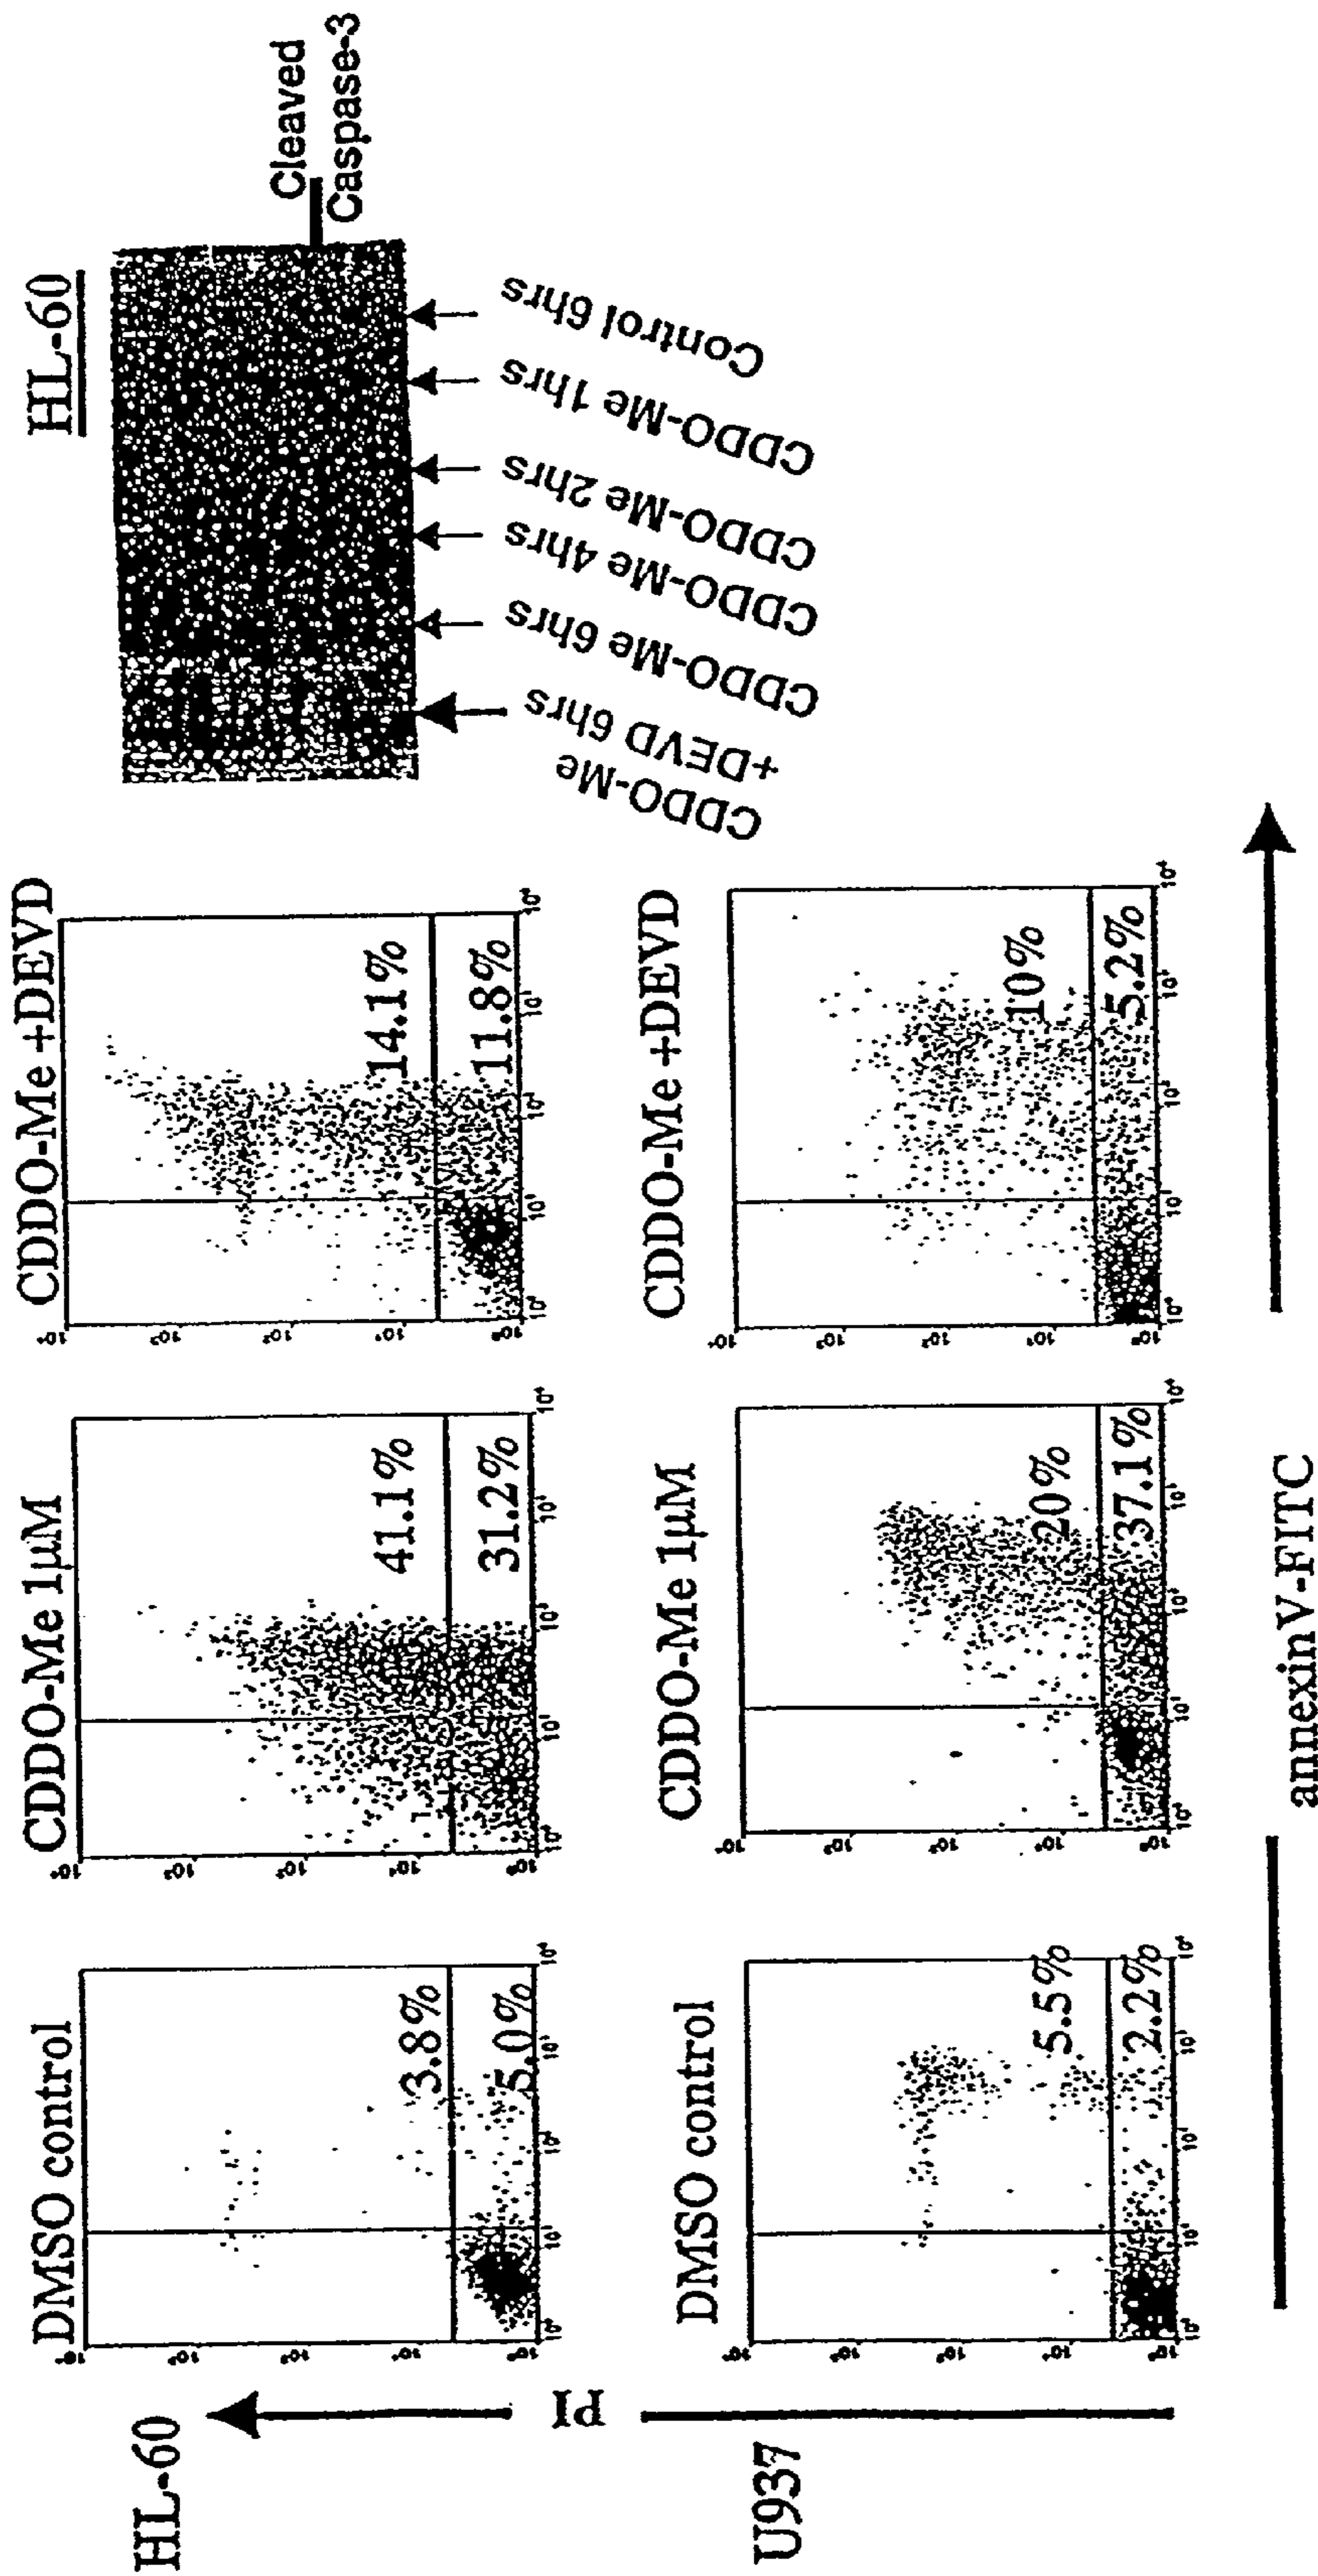 HL-60
DMSO control
3.8%
5.0%
CDDO-Me 1µM
41.1%
31.2%
CDDO-Me +DEVD
14.1%
11.8%
HL-60
Cleaved
Caspase-3
CDDO-Me
+DEVD 6hrs
CDDO-Me 6hrs
CDDO-Me 4hrs
CDDO-Me 2hrs
CDDO-Me 1hrs
Control 6hrs
PI
U937
DMSO control
5.5%
2.2%
CDDO-Me 1µM
20%
37.1%
CDDO-Me +DEVD
10%
5.2%
annexinV-FITC